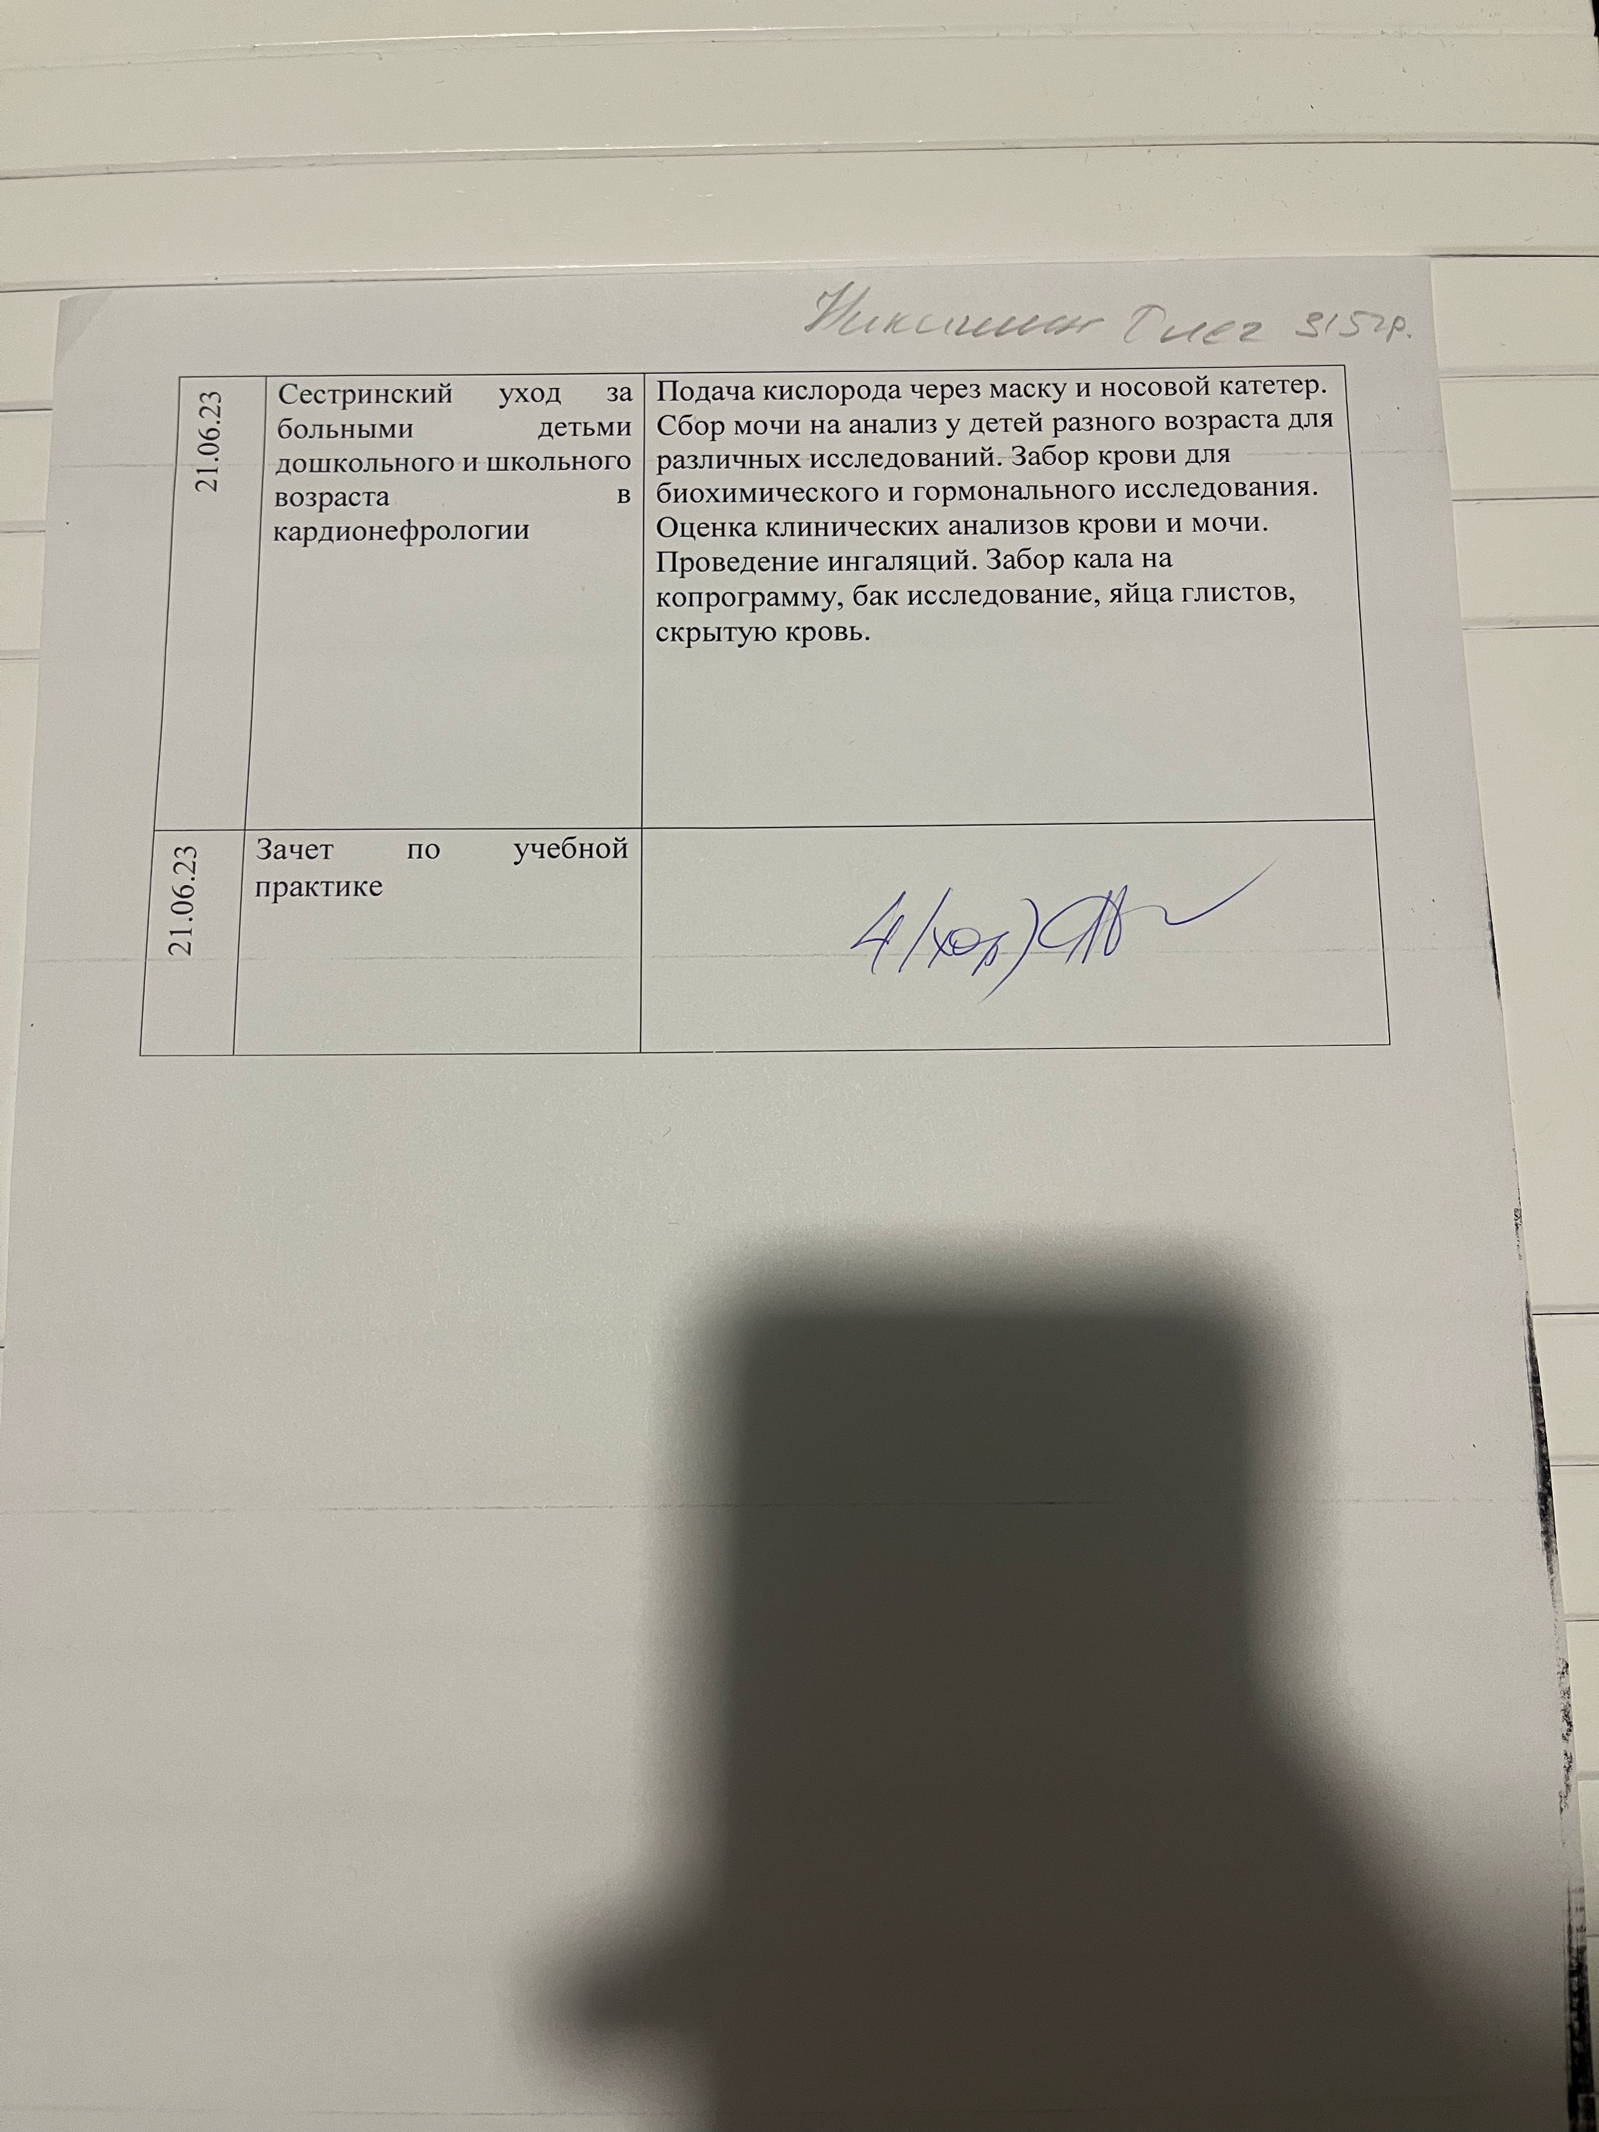 Никишин Олег 315гр.
21.06.23
Сестринский уход за
больными детьми
дошкольного и школьного
возраста в
кардионефрологии
Подача кислорода через маску и носовой катетер.
Сбор мочи на анализ у детей разного возраста для
различных исследований. Забор крови для
биохимического и гормонального исследования.
Оценка клинических анализов крови и мочи.
Проведение ингаляций. Забор кала на
копрограмму, бак исследование, яйца глистов,
скрытую кровь.
21.06.23
Зачет по учебной
практике
4/хор)